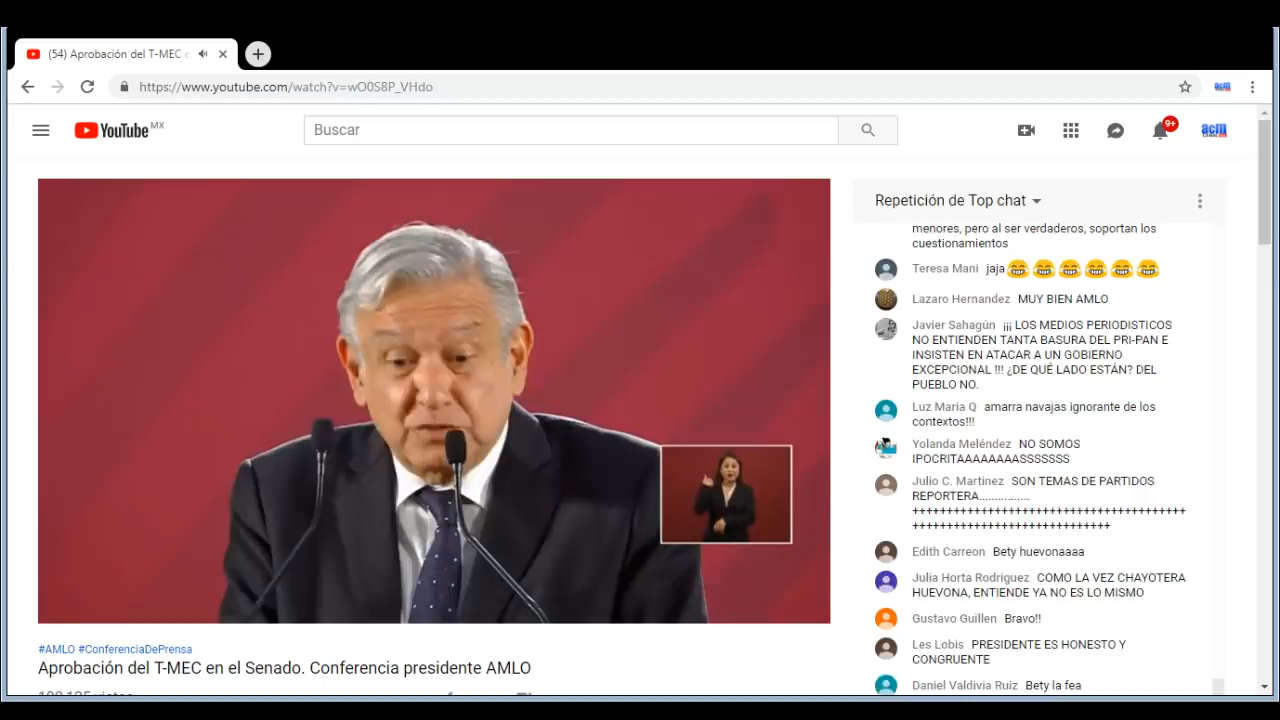 (54) Aprobación del T-MEC e
https://www.youtube.com/watch?v=wO0S8P_VHdo
YouTube MX
Buscar
9+
acm
Repetición de Top chat
menores, pero al ser verdaderos, soportan los
cuestionamientos
Teresa Mani jaja 😂😂😂😂😂😂
Lazaro Hernandez MUY BIEN AMLO
Javier Sahagún ¡¡¡ LOS MEDIOS PERIODISTICOS
NO ENTIENDEN TANTA BASURA DEL PRI-PAN E
INSISTEN EN ATACAR A UN GOBIERNO
EXCEPCIONAL !!! ¿DE QUÉ LADO ESTÁN? DEL
PUEBLO NO.
Luz Maria Q amarra navajas ignorante de los
contextos!!!
Yolanda Meléndez NO SOMOS
IPOCRITAAAAAAAASSSSSSS
Julio C. Martinez SON TEMAS DE PARTIDOS
REPORTERA................
++++++++++++++++++++++++++++++++++++++++
+++++++++++++++++++++++++++++
Edith Carreon Bety huevonaaaa
Julia Horta Rodriguez COMO LA VEZ CHAYOTERA
HUEVONA, ENTIENDE YA NO ES LO MISMO
Gustavo Guillen Bravo!!
Les Lobis PRESIDENTE ES HONESTO Y
CONGRUENTE
Daniel Valdivia Ruiz Bety la fea
#AMLO #ConferenciaDePrensa
Aprobación del T-MEC en el Senado. Conferencia presidente AMLO